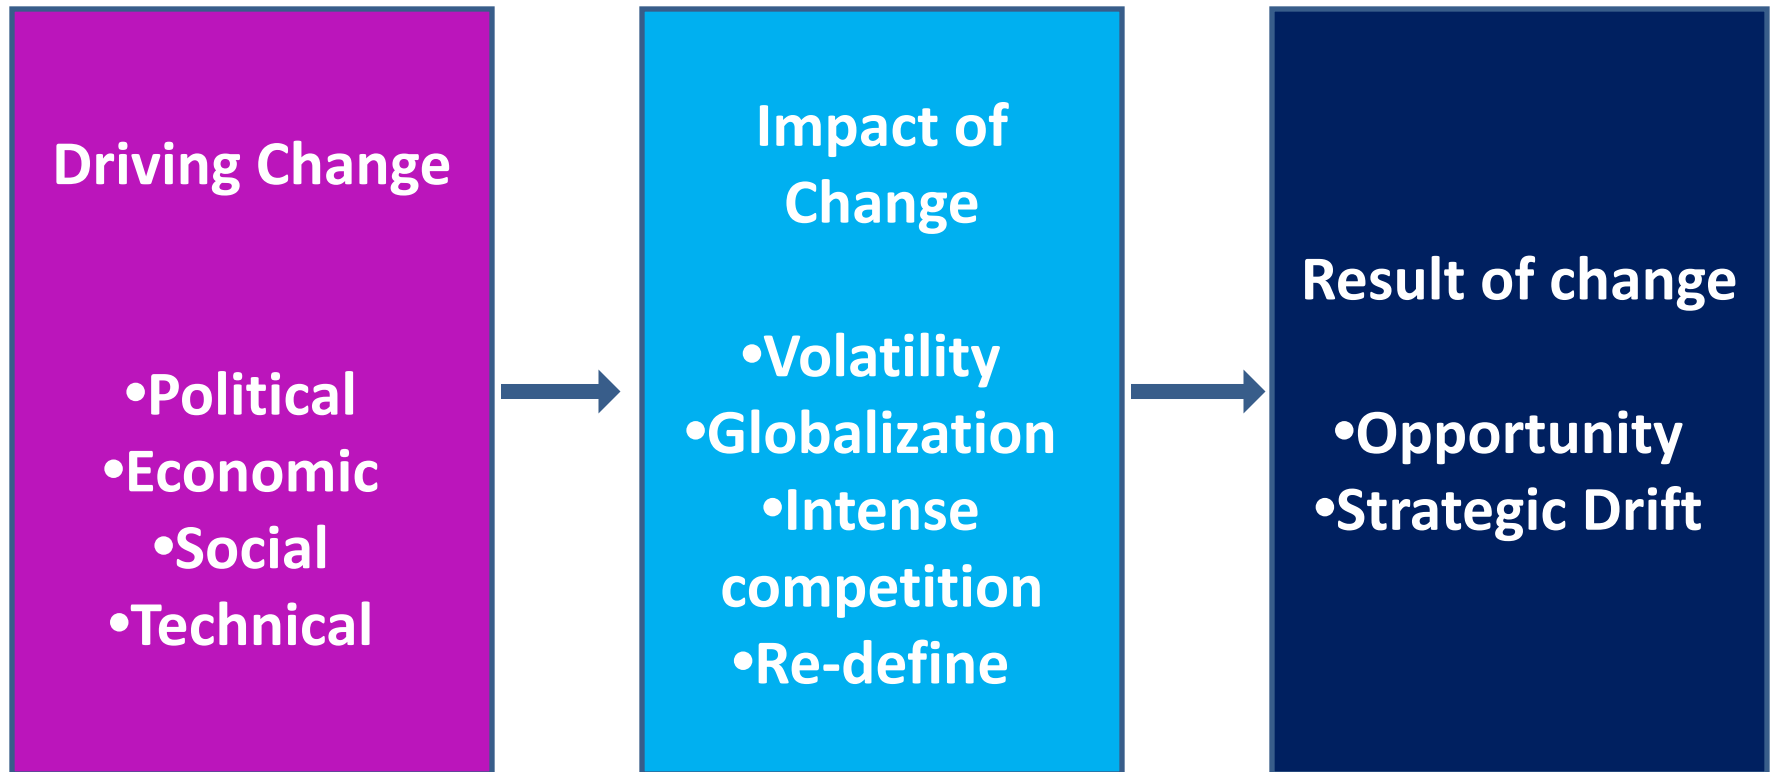 Driving Change
•Political
•Economic
•Social
•Technical
Impact of
Change
•Volatility
•Globalization
•Intense
competition
•Re-define
Result of change
•Opportunity
•Strategic Drift